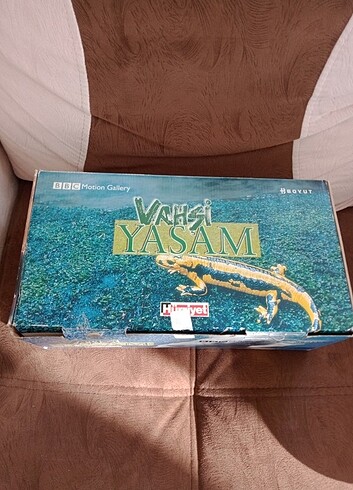 BBC Motion Gallery
BOYUT
VAHŞİ
YAŞAM
Hürriyet